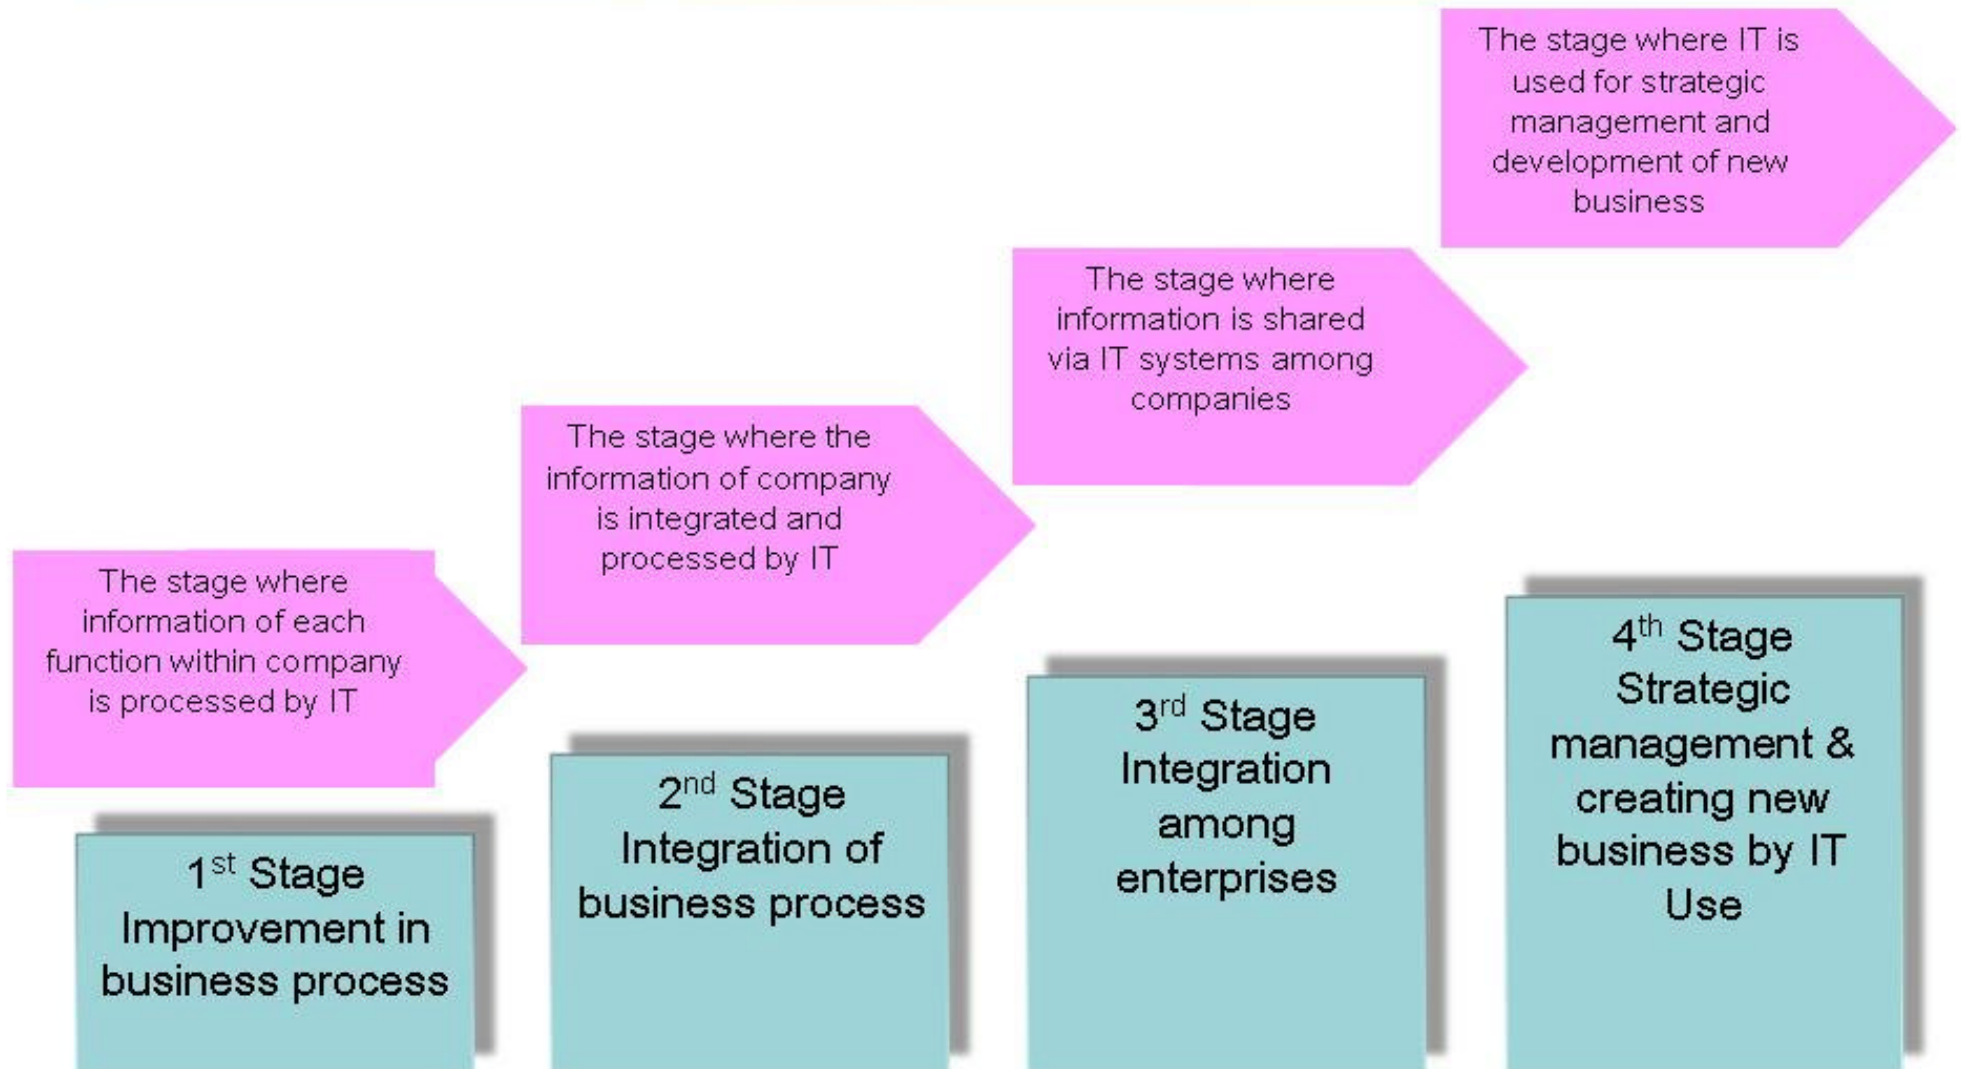 The stage where IT is
used for strategic
management and
development of new
business
The stage where
information is shared
via IT systems among
companies
The stage where the
information of company
is integrated and
processed by IT
The stage where
information of each
function within company
is processed by IT
1st Stage
Improvement in
business process
2nd Stage
Integration of
business process
3rd Stage
Integration
among
enterprises
4th Stage
Strategic
management &
creating new
business by IT
Use